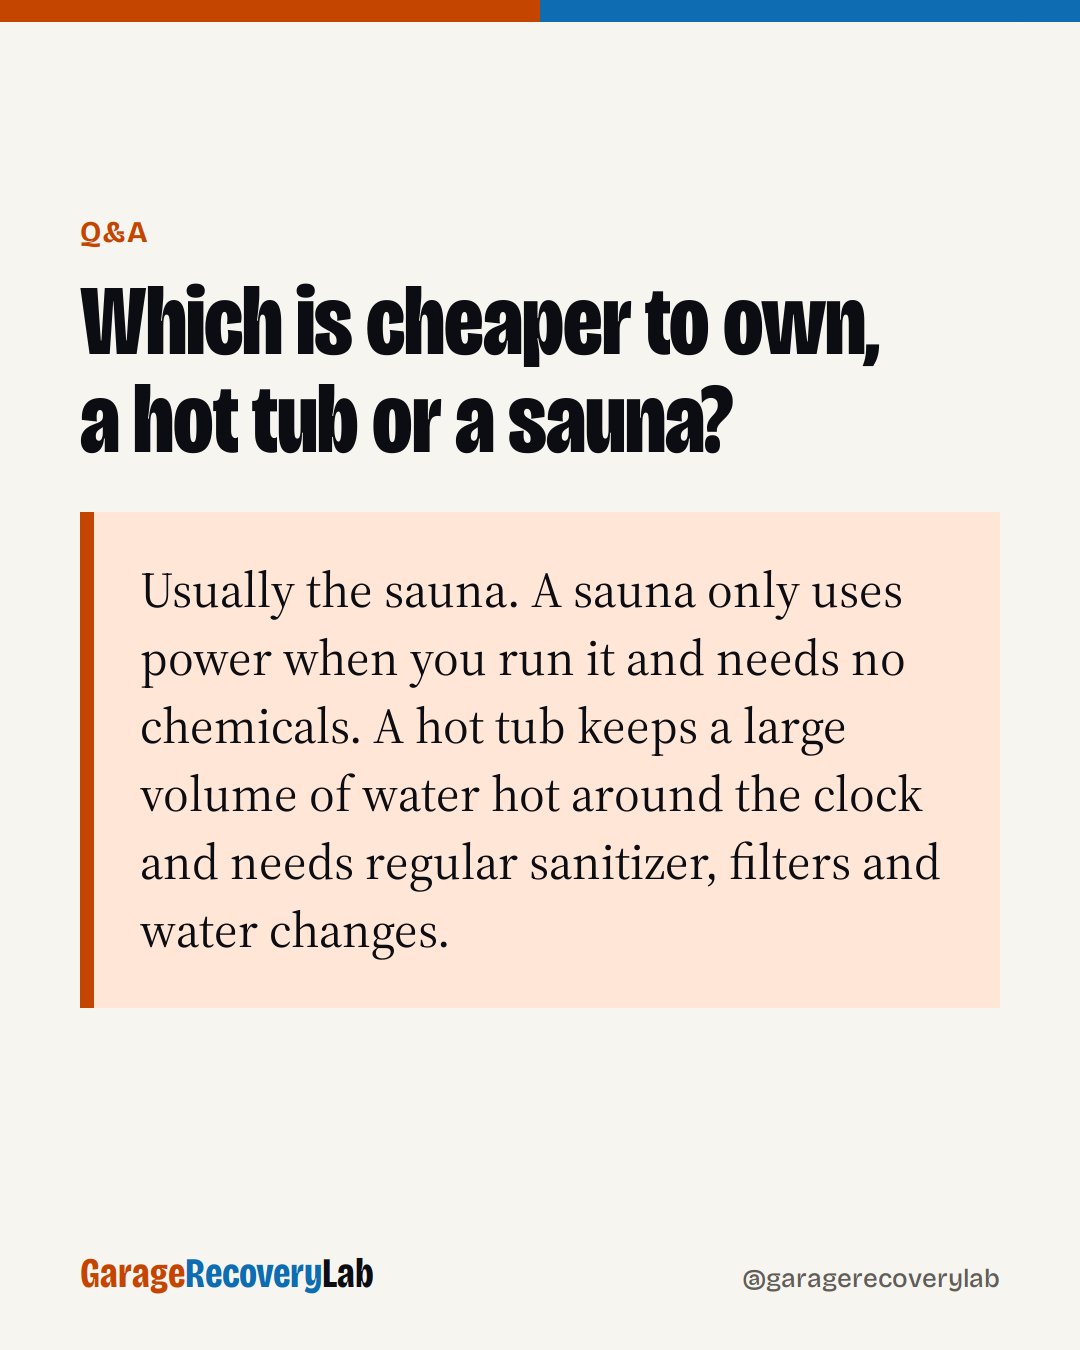 Q&A
Which is cheaper to own,
a hot tub or a sauna?
Usually the sauna. A sauna only uses
power when you run it and needs no
chemicals. A hot tub keeps a large
volume of water hot around the clock
and needs regular sanitizer, filters and
water changes.
GarageRecoveryLab
@garagerecoverylab